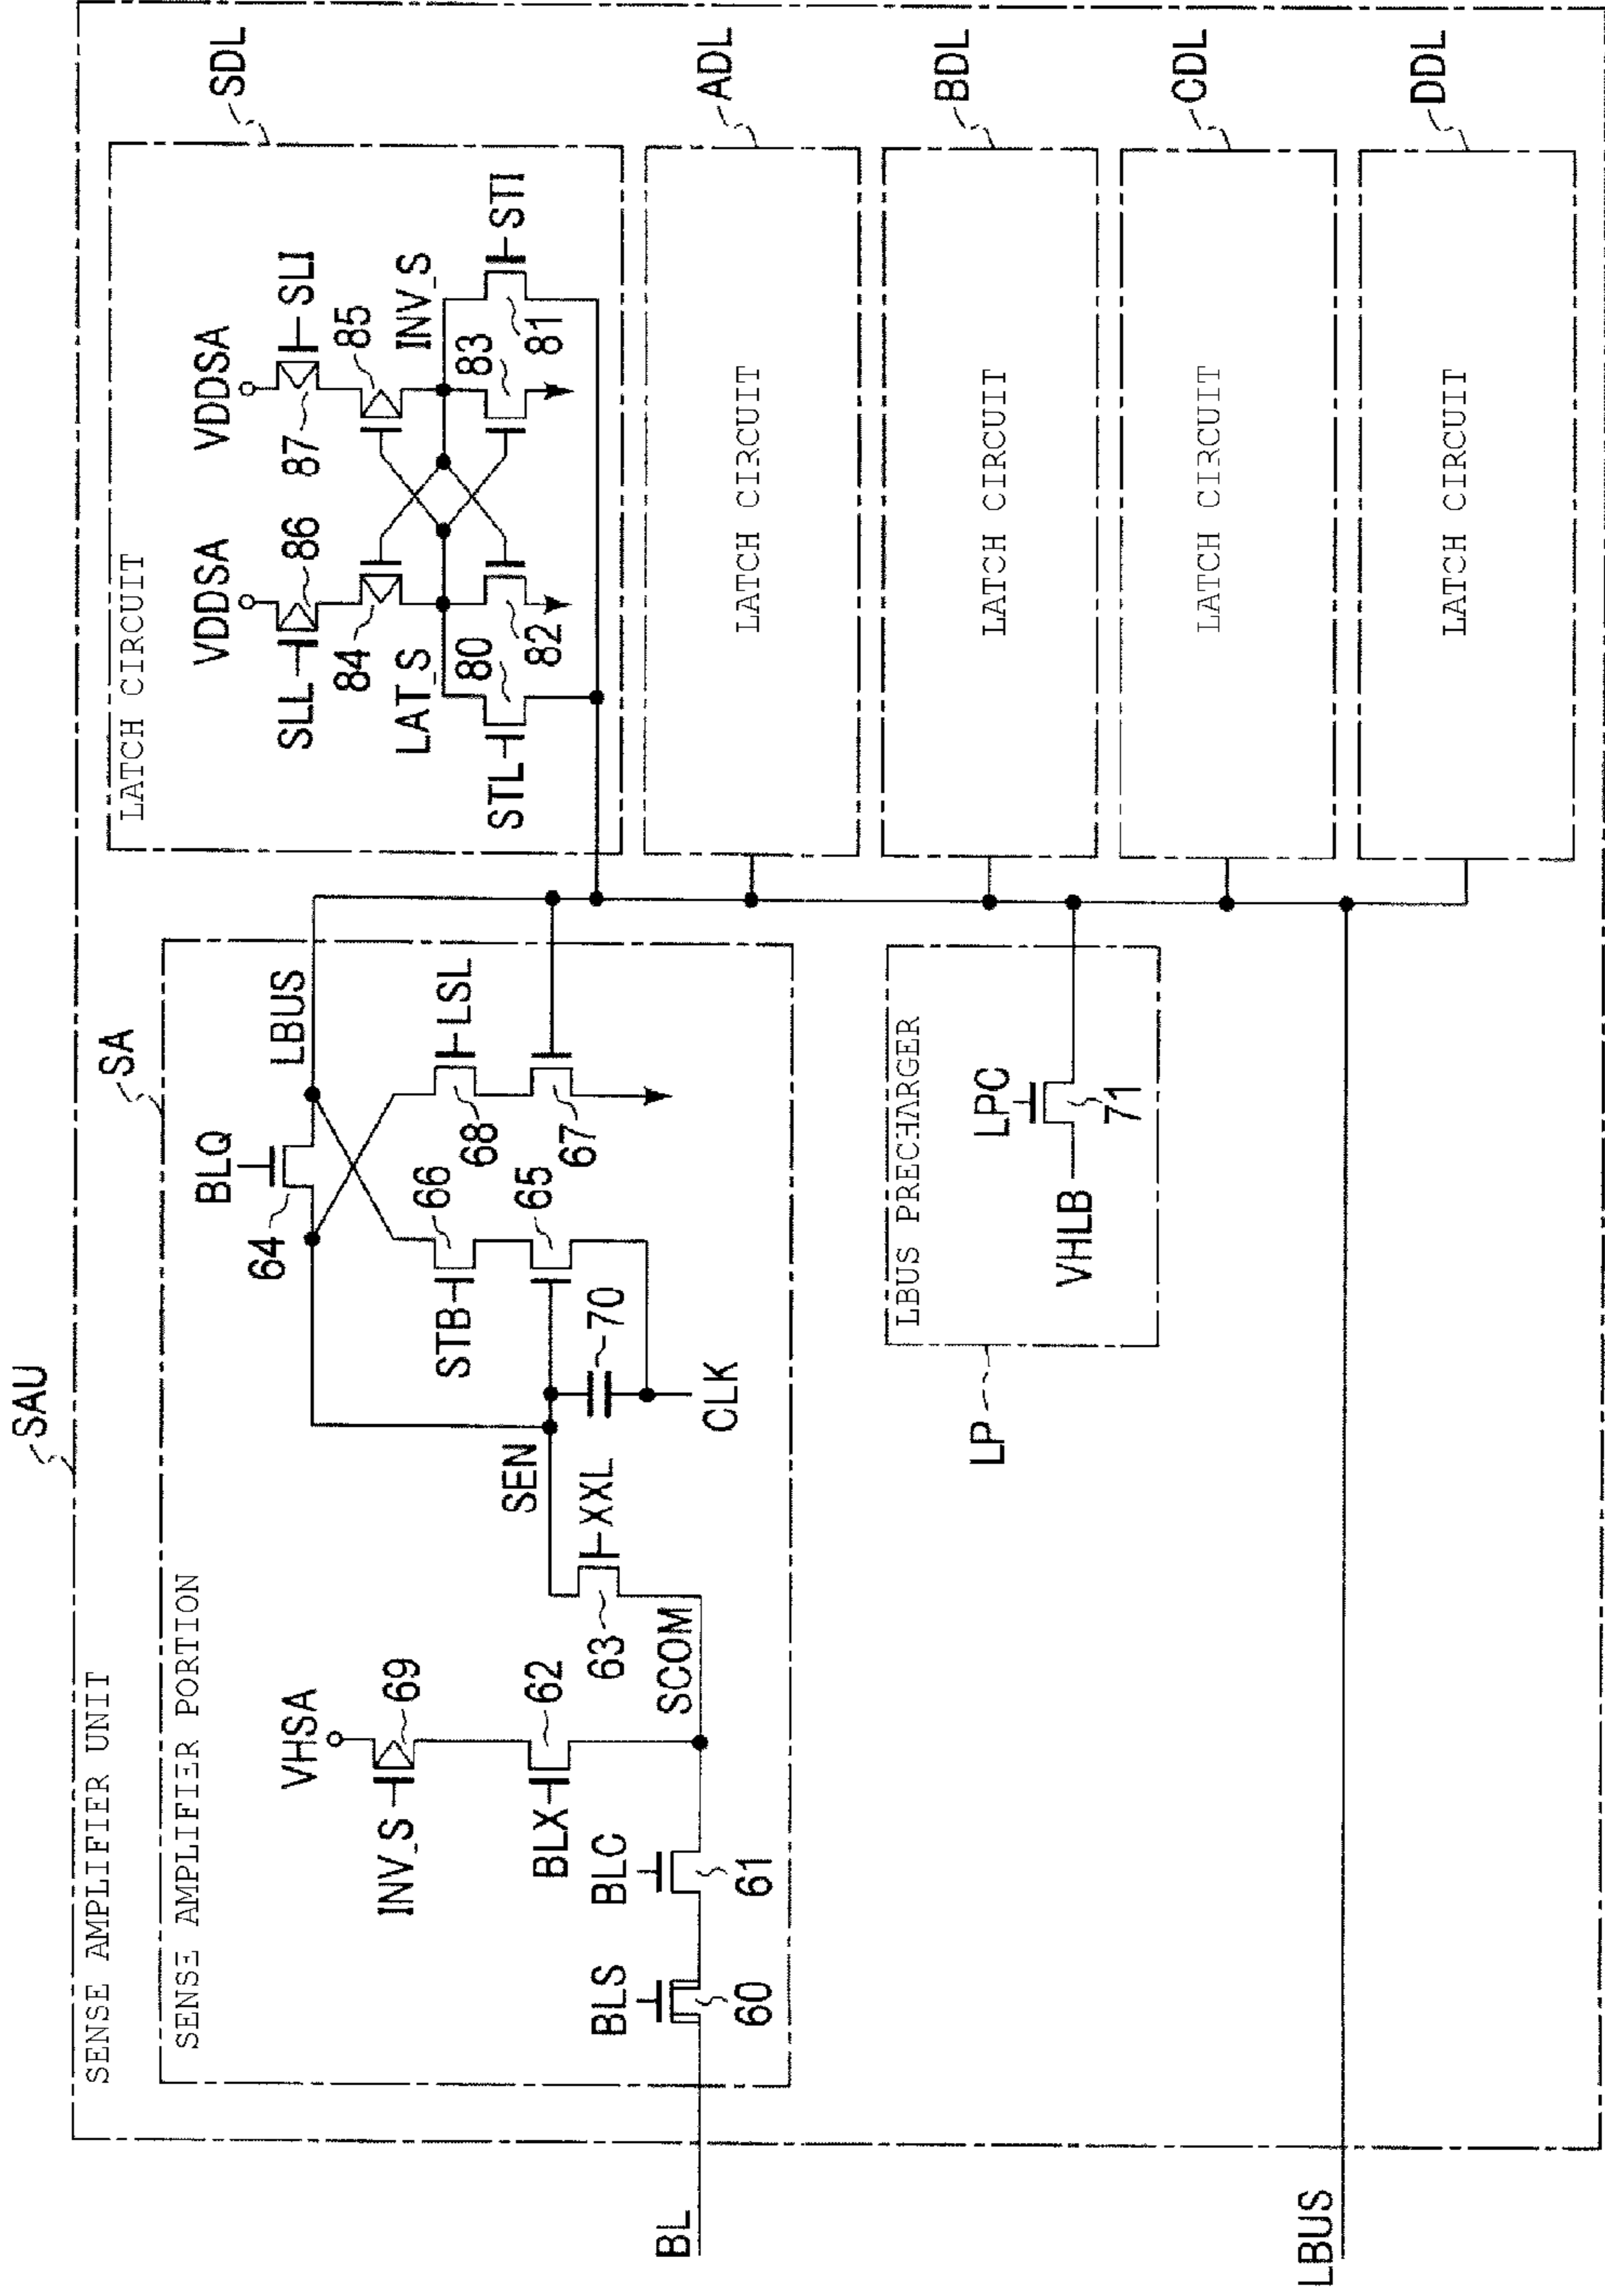 SAU
SENSE AMPLIFIER UNIT
SA
SENSE AMPLIFIER PORTION
VHSA
INV_S
69
BLX
62
BLS
60
BLC
61
BL
SCOM
63
XXL
SEN
BLQ
64
LBUS
STB
66
65
70
CLK
68
LSL
67
LATCH CIRCUIT
SDL
VDDSA
VDDSA
SLL
86
87
SLI
84
85
LAT_S
INV_S
STL
80
82
83
81
STI
LATCH CIRCUIT
ADL
LATCH CIRCUIT
BDL
LATCH CIRCUIT
CDL
LATCH CIRCUIT
DDL
LP
LBUS PRECHARGER
LPC
VHLB
71
LBUS